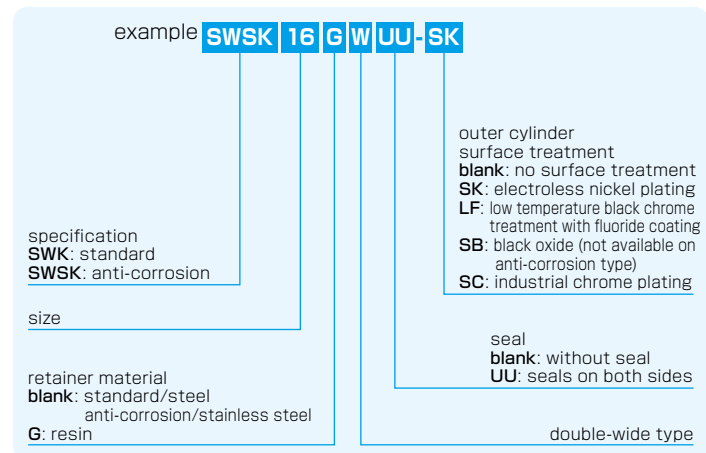 example SWSK 16 G W UU - SK
outer cylinder
surface treatment
blank: no surface treatment
SK: electroless nickel plating
LF: low temperature black chrome
treatment with fluoride coating
SB: black oxide (not available on
anti-corrosion type)
SC: industrial chrome plating
specification
SWK: standard
SWSK: anti-corrosion
size
seal
blank: without seal
UU: seals on both sides
retainer material
blank: standard/steel
anti-corrosion/stainless steel
G: resin
double-wide type